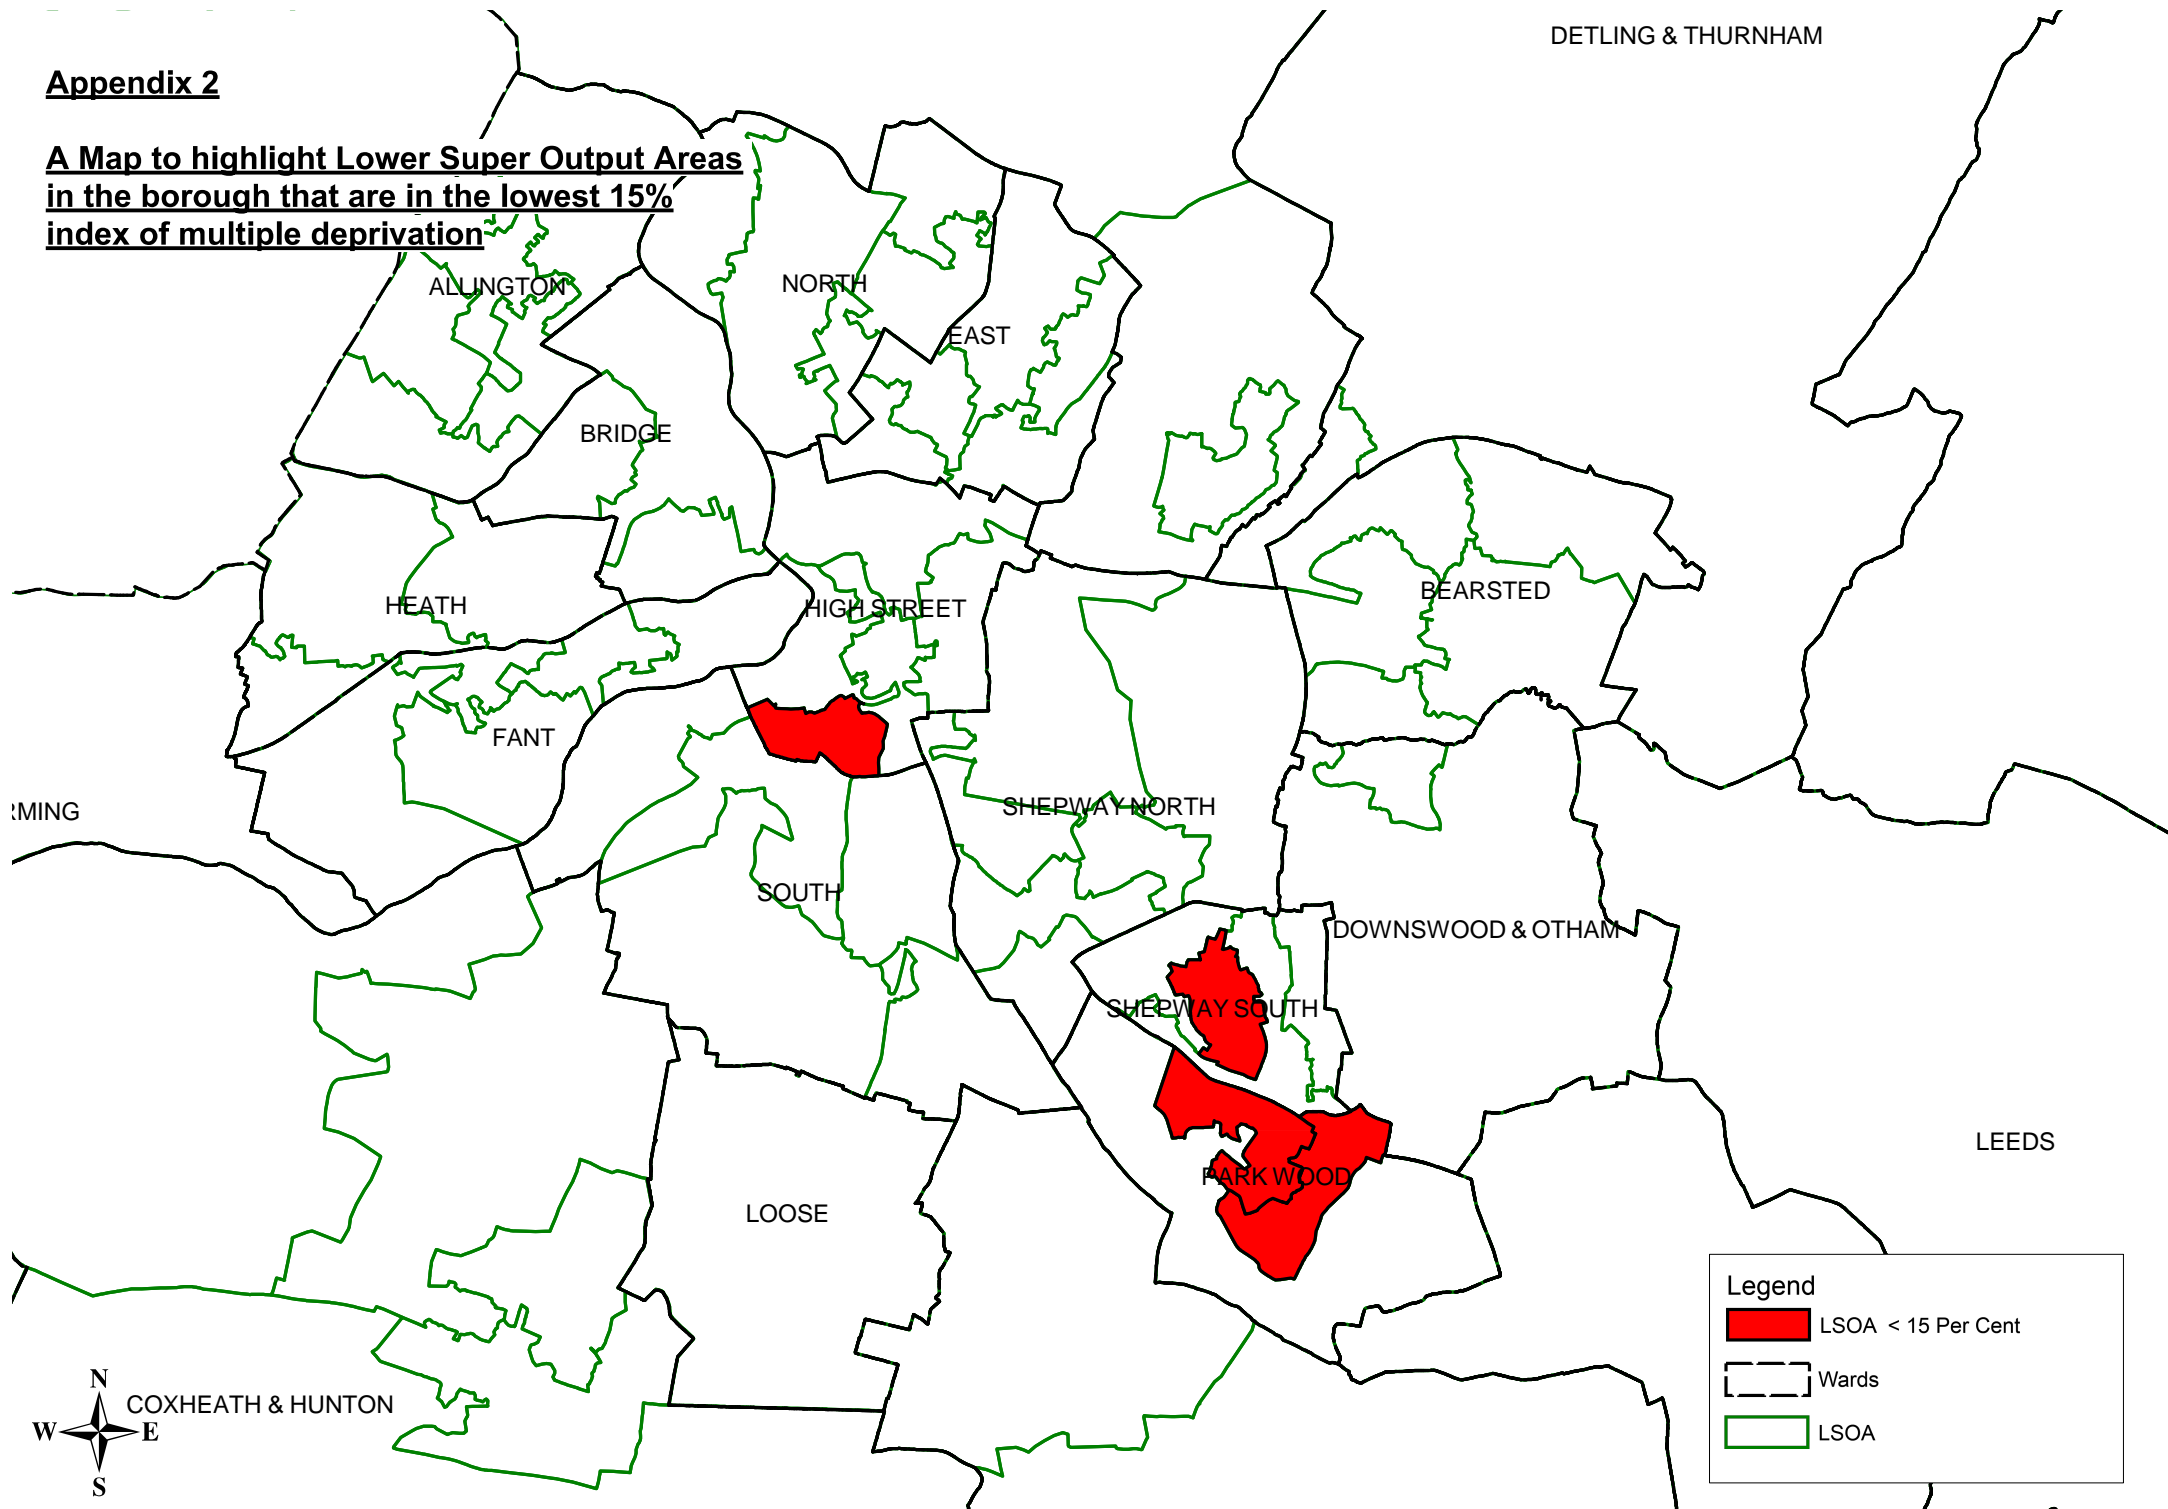 Appendix 2
A Map to highlight Lower Super Output Areas
in the borough that are in the lowest 15%
index of multiple deprivation
DETLING & THURNHAM
ALLINGTON
NORTH
EAST
BRIDGE
HEATH
HIGH STREET
BEARSTED
FANT
RMING
SHEPWAY NORTH
SOUTH
DOWNSWOOD & OTHAM
SHEPWAY SOUTH
LEEDS
PARK WOOD
LOOSE
COXHEATH & HUNTON
N
W E
S
Legend
LSOA < 15 Per Cent
Wards
LSOA